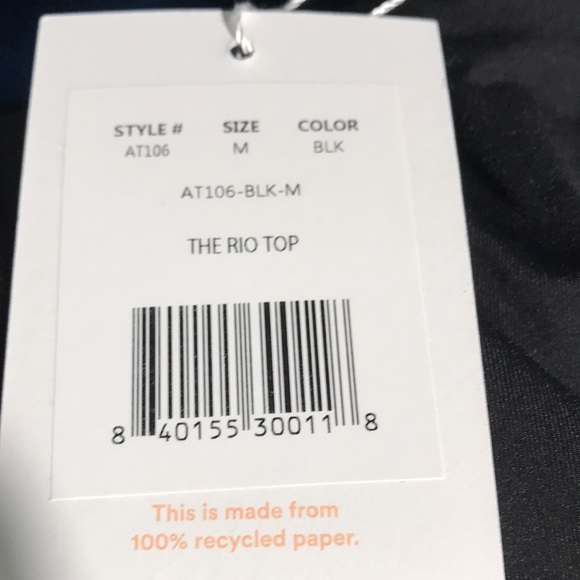 STYLE # SIZE COLOR
AT106 M BLK
AT106-BLK-M
THE RIO TOP
8 40155 30011 8
This is made from
100% recycled paper.